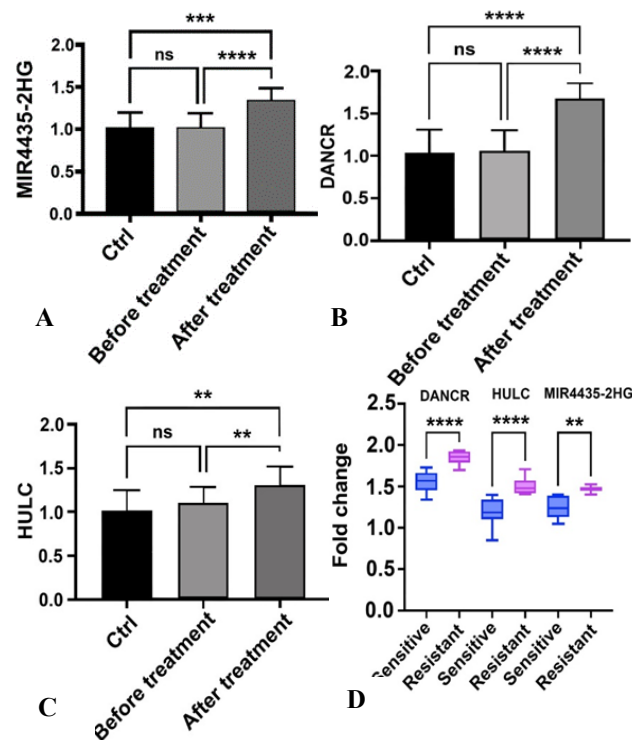 ***
ns
****
MIR4435-2HG
2.0
1.5
1.0
0.5
0.0
Ctrl
Before treatment
After treatment
A
****
ns
****
DANCR
2.0
1.5
1.0
0.5
0.0
Ctrl
Before treatment
After treatment
B
**
ns
**
HULC
2.0
1.5
1.0
0.5
0.0
Ctrl
Before treatment
After treatment
C
DANCR HULC MIR4435-2HG
**** **** **
Fold change
2.5
2.0
1.5
1.0
0.5
0.0
Sensitive
Resistant
Sensitive
Resistant
Sensitive
Resistant
D